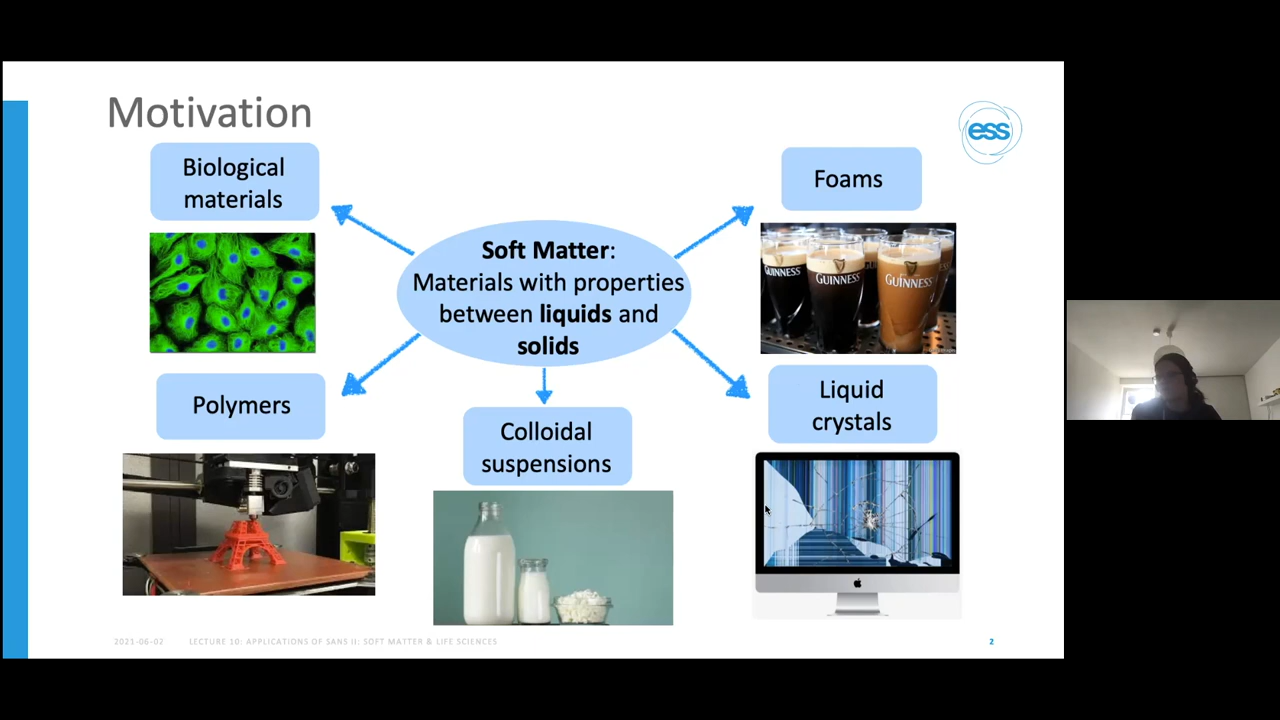 Motivation
ess
Biological
materials
Foams
Soft Matter:
Materials with properties
between liquids and
solids
GUINNESS
GUINNESS
GUINNESS
Polymers
Colloidal
suspensions
Liquid
crystals
2021-06-02 LECTURE 10: APPLICATIONS OF SANS II: SOFT MATTER & LIFE SCIENCES
2